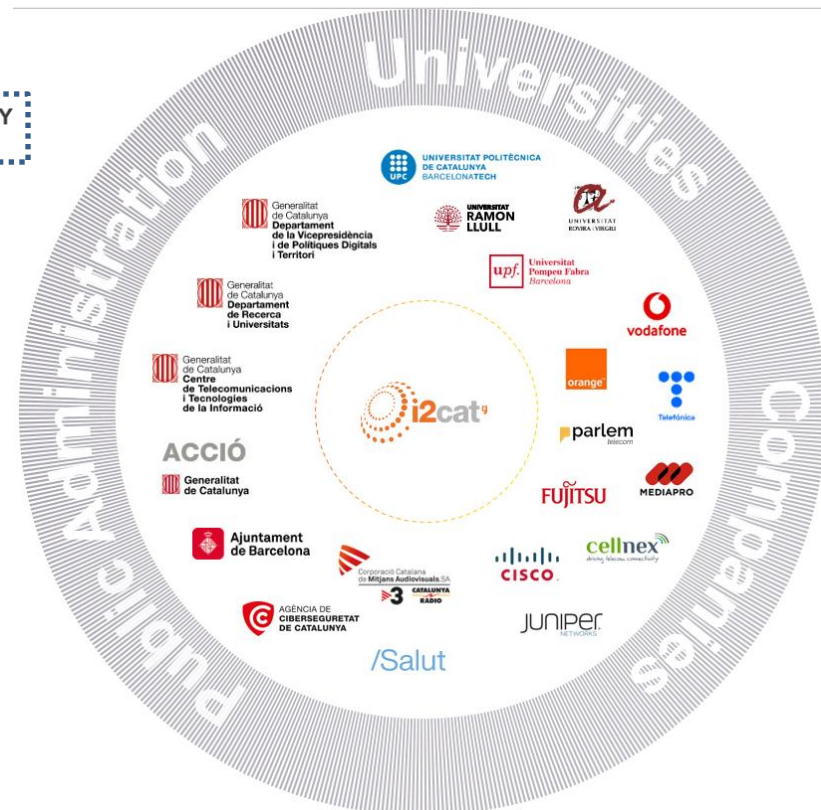 Y
Universities
Public Administration
Companies
UPC
UNIVERSITAT POLITÈCNICA
DE CATALUNYA
BARCELONATECH
UNIVERSITAT
RAMON
LLULL
UNIVERSITAT
ROVIRA I VIRGILI
upf.
Universitat
Pompeu Fabra
Barcelona
Generalitat
de Catalunya
Departament
de la Vicepresidència
i de Polítiques Digitals
i Territori
Generalitat
de Catalunya
Departament
de Recerca
i Universitats
Generalitat
de Catalunya
Centre
de Telecomunicacions
i Tecnologies
de la Informació
ACCIÓ
Generalitat
de Catalunya
Ajuntament
de Barcelona
Corporació Catalana
de Mitjans Audiovisuals,SA
3 CATALUNYA
RÀDIO
AGÈNCIA DE
CIBERSEGURETAT
DE CATALUNYA
/Salut
i2cat
vodafone
orange
Telefónica
parlem
telecom
FUJITSU
MEDIAPRO
CISCO
cellnex
driving telecom connectivity
JUNIPER
NETWORKS